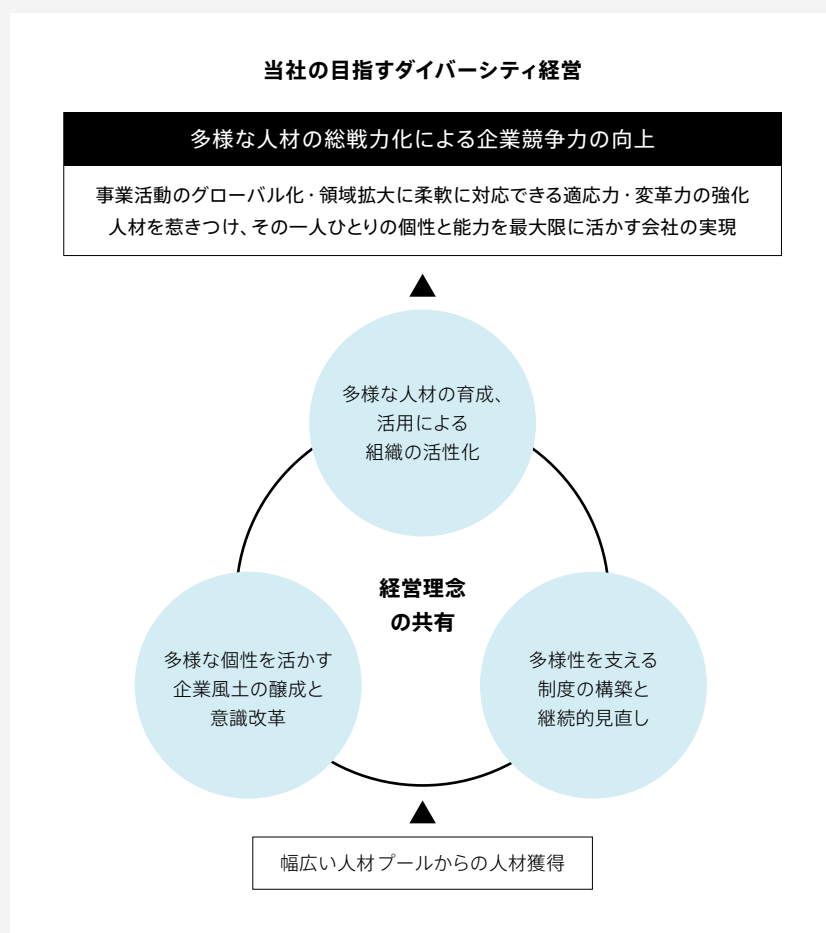 当社の目指すダイバーシティ経営
多様な人材の総戦力化による企業競争力の向上
事業活動のグローバル化・領域拡大に柔軟に対応できる適応力・変革力の強化
人材を惹きつけ、その一人ひとりの個性と能力を最大限に活かす会社の実現
多様な人材の育成、
活用による
組織の活性化
経営理念
の共有
多様な個性を活かす
企業風土の醸成と
意識改革
多様性を支える
制度の構築と
継続的見直し
幅広い人材プールからの人材獲得